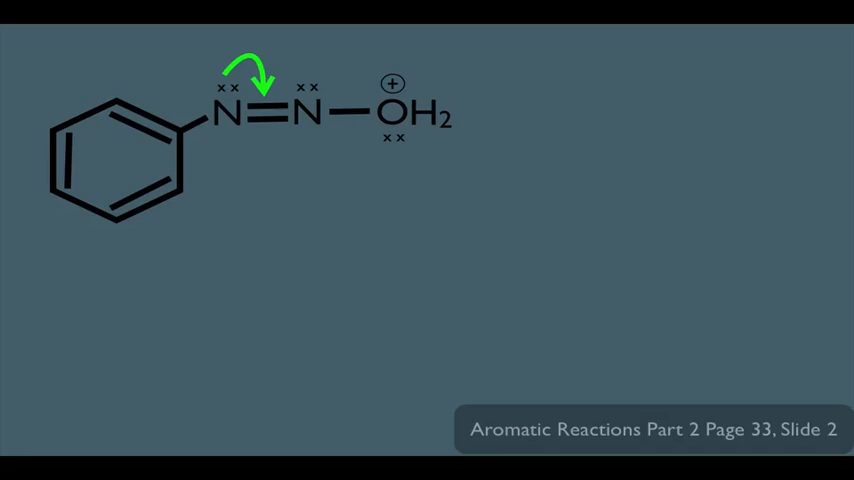 N=N—OH₂
⊕
Aromatic Reactions Part 2 Page 33, Slide 2